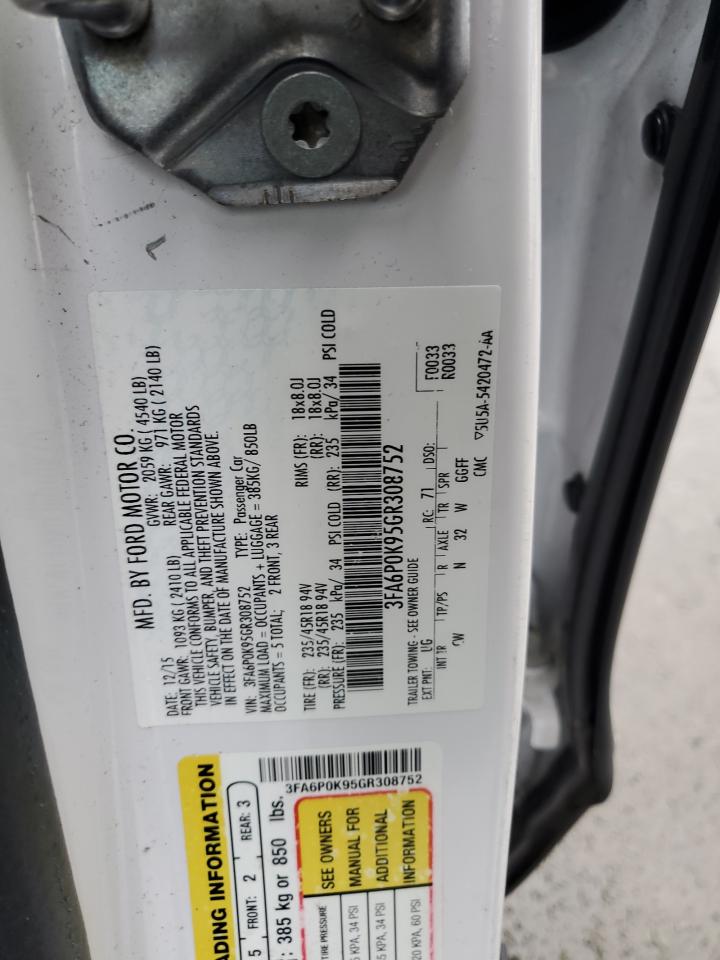 MFD. BY FORD MOTOR CO.
DATE: 12/15 GVWR: 2059 KG ( 4540 LB)
FRONT GAWR: 1093 KG ( 2410 LB) REAR GAWR: 971 KG ( 2140 LB)
THIS VEHICLE CONFORMS TO ALL APPLICABLE FEDERAL MOTOR
VEHICLE SAFETY, BUMPER, AND THEFT PREVENTION STANDARDS
IN EFFECT ON THE DATE OF MANUFACTURE SHOWN ABOVE.
VIN: 3FA6P0K95GR308752 TYPE: Passenger Car
MAXIMUM LOAD = OCCUPANTS + LUGGAGE = 385KG/ 850LB
OCCUPANTS = 5 TOTAL; 2 FRONT, 3 REAR
TIRE (FR): 235/45R18 94V RIMS (FR): 18x8.0J
(RR): 235/45R18 94V (RR): 18x8.0J
PRESSURE (FR): 235 kPa/ 34 PSI COLD (RR): 235 kPa/ 34 PSI COLD
3FA6P0K95GR308752
TRAILER TOWING - SEE OWNER GUIDE
EXT PNT: UG RC: 71 DSO: F0033
R0033
INT TR TP/PS R AXLE TR SPR
CW N 32 W GGFF
CMC ▽5U5A-5420472-AA
ADING INFORMATION
5 FRONT: 2 REAR: 3
: 385 kg or 850 lbs.
3FA6P0K95GR308752
TIRE PRESSURE
KPA, 34 PSI
KPA, 34 PSI
20 KPA, 60 PSI
SEE OWNERS
MANUAL FOR
ADDITIONAL
INFORMATION